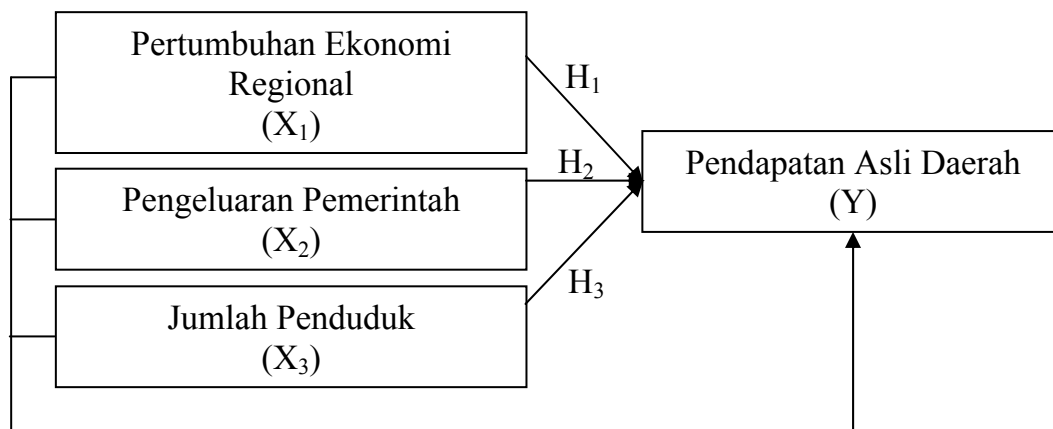 Pertumbuhan Ekonomi
Regional
(X₁)
H₁
Pengeluaran Pemerintah
(X₂)
H₂
Jumlah Penduduk
(X₃)
H₃
Pendapatan Asli Daerah
(Y)